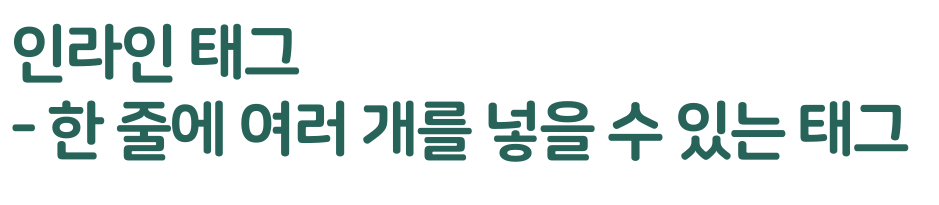 인라인 태그
- 한 줄에 여러 개를 넣을 수 있는 태그